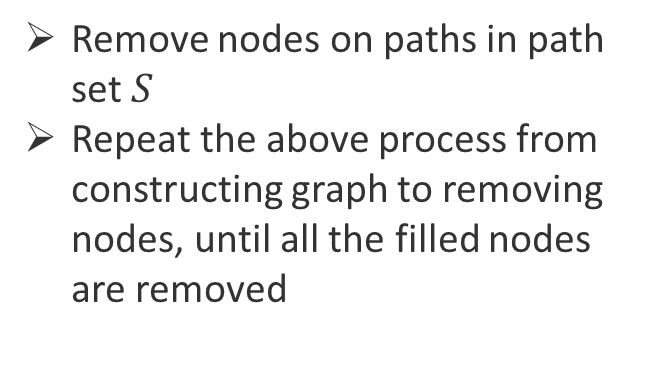 ➢ Remove nodes on paths in path
set S
➢ Repeat the above process from
constructing graph to removing
nodes, until all the filled nodes
are removed